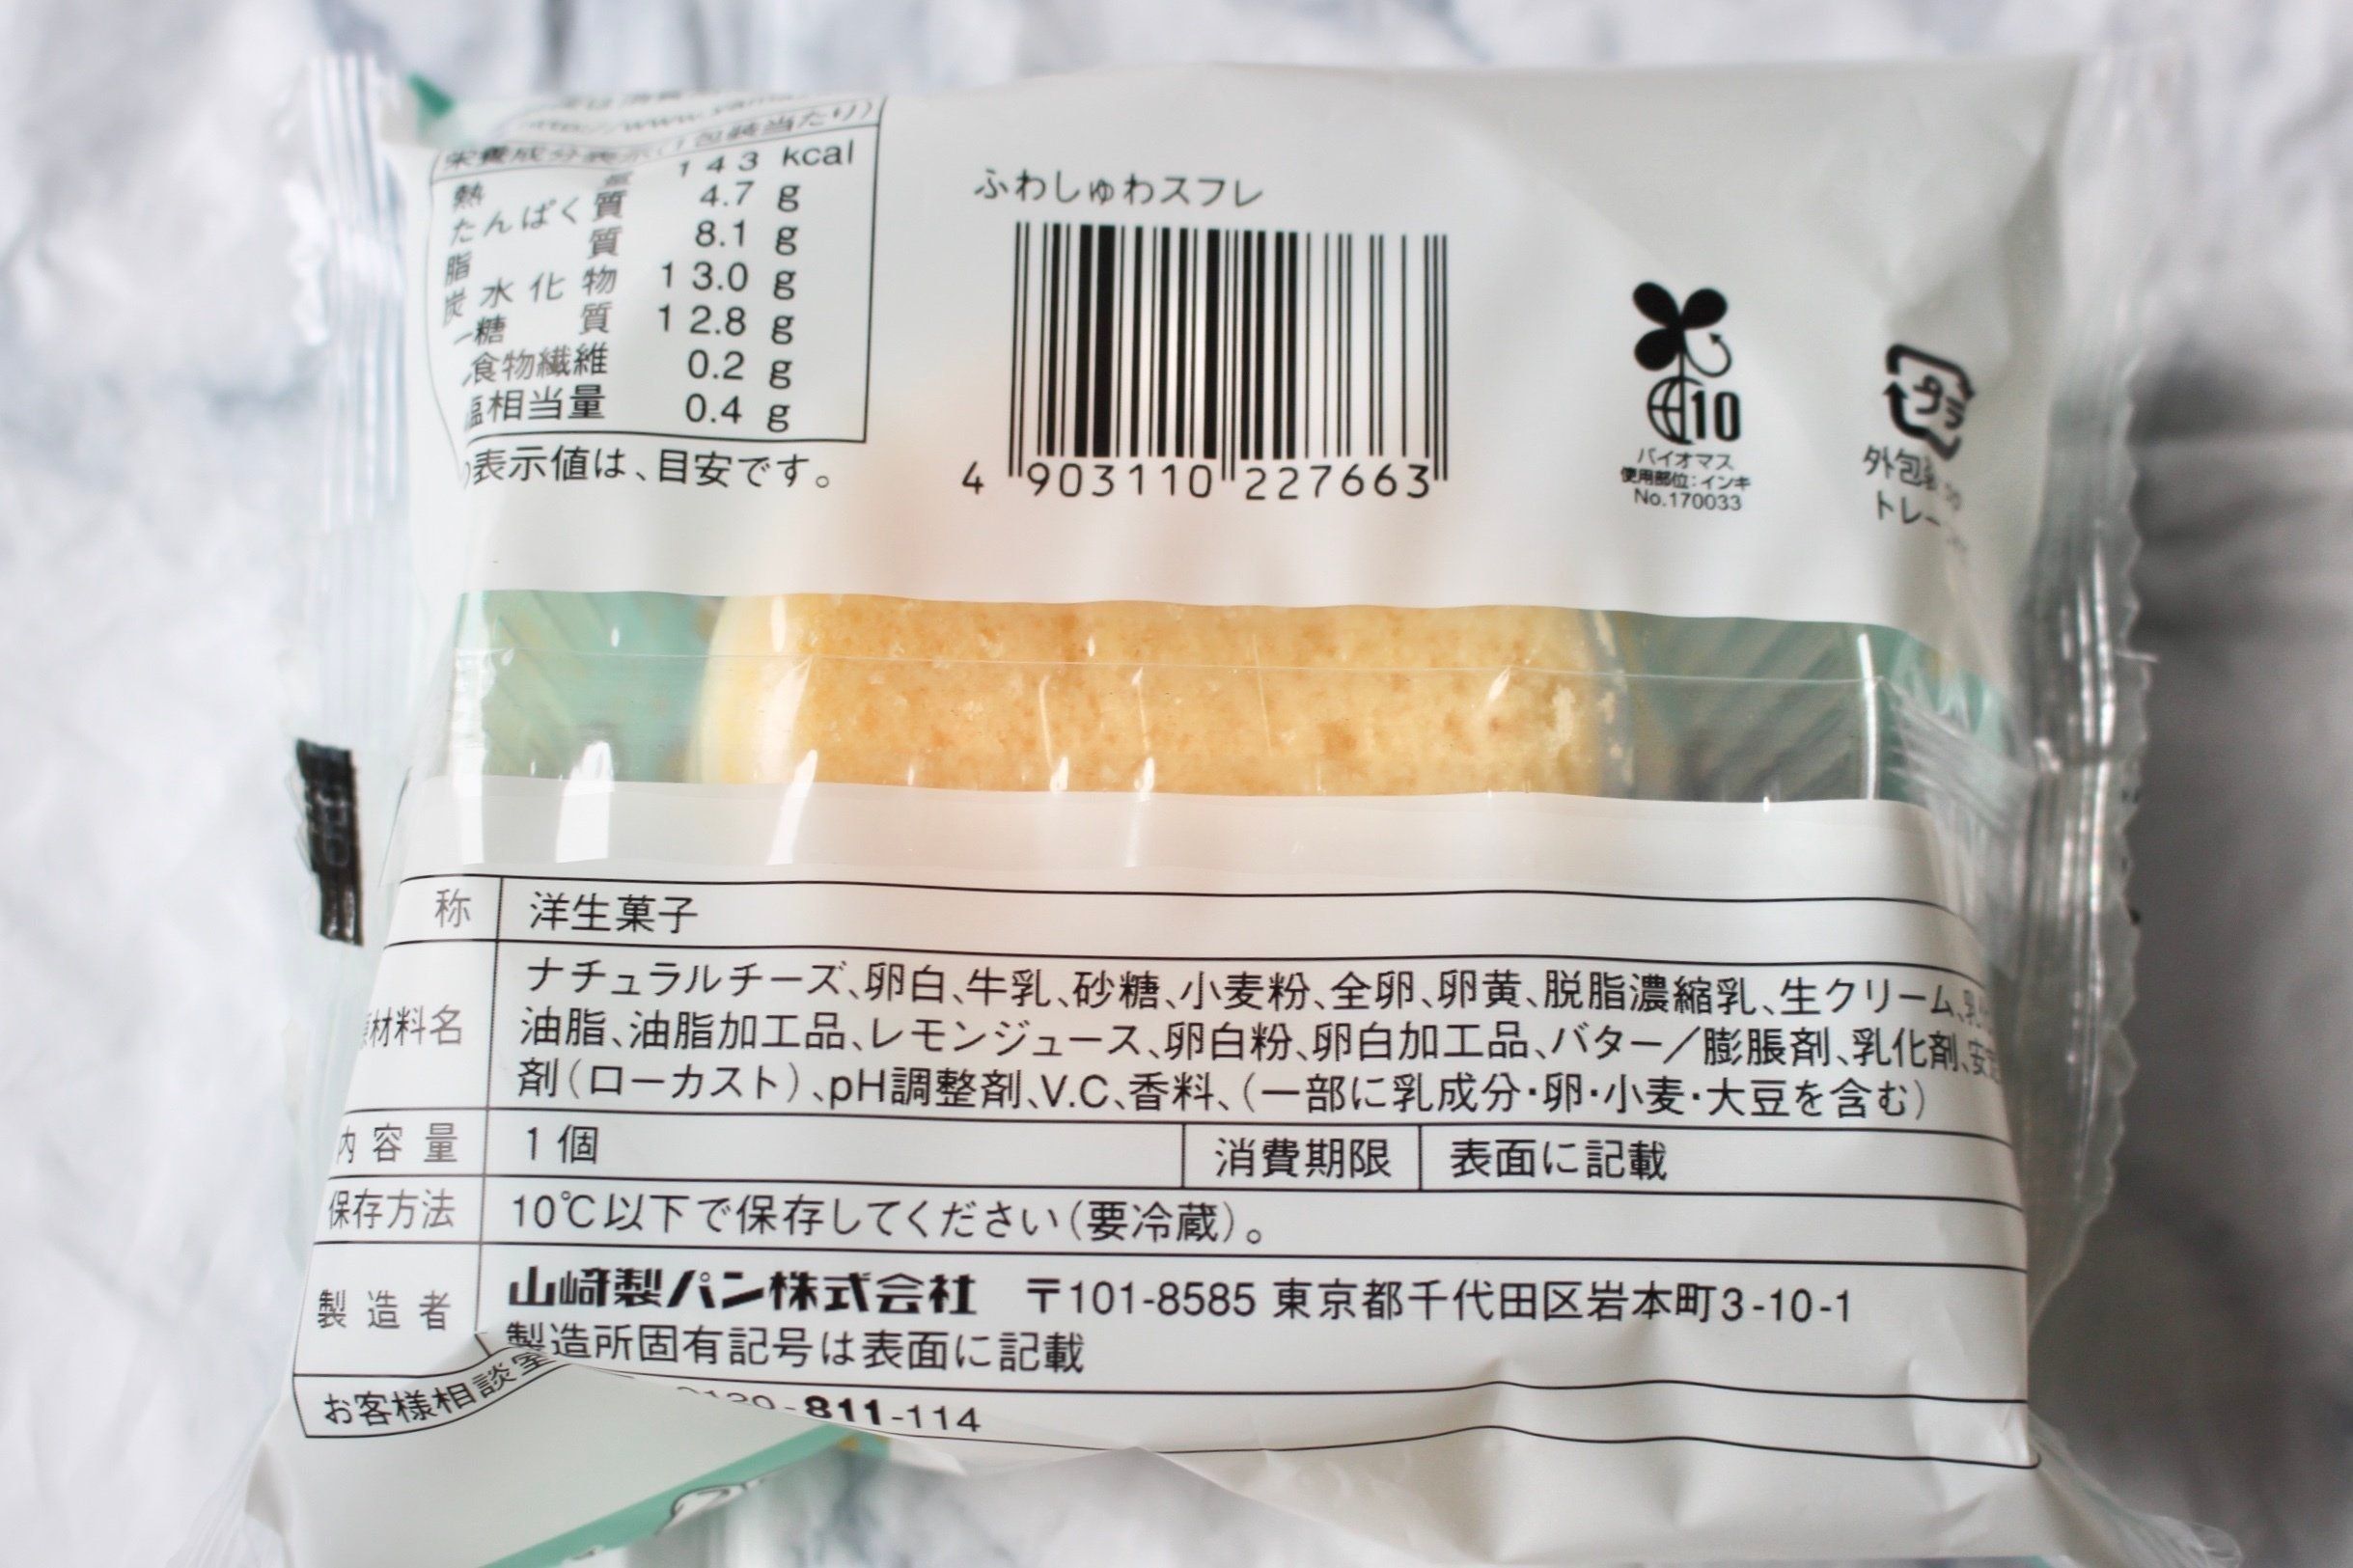 栄養成分表示(1包装当たり)
熱量 143 kcal
たんぱく質 4.7 g
脂質 8.1 g
炭水化物 13.0 g
糖質 12.8 g
食物繊維 0.2 g
相当量 0.4 g
表示値は、目安です。
ふわしゅわスフレ
4 903110 227663
10
バイオマス
使用部位:インキ
No.170033
プラ
外包
トレー
称 洋生菓子
材料名 ナチュラルチーズ、卵白、牛乳、砂糖、小麦粉、全卵、卵黄、脱脂濃縮乳、生クリーム、
油脂、油脂加工品、レモンジュース、卵白粉、卵白加工品、バター/膨脹剤、乳化剤、安定
剤(ローカスト)、pH調整剤、V.C、香料、(一部に乳成分・卵・小麦・大豆を含む)
内容量 1個 消費期限 表面に記載
保存方法 10℃以下で保存してください(要冷蔵)。
製造者 山崎製パン株式会社 〒101-8585 東京都千代田区岩本町3-10-1
製造所固有記号は表面に記載
お客様相談室 0120-811-114